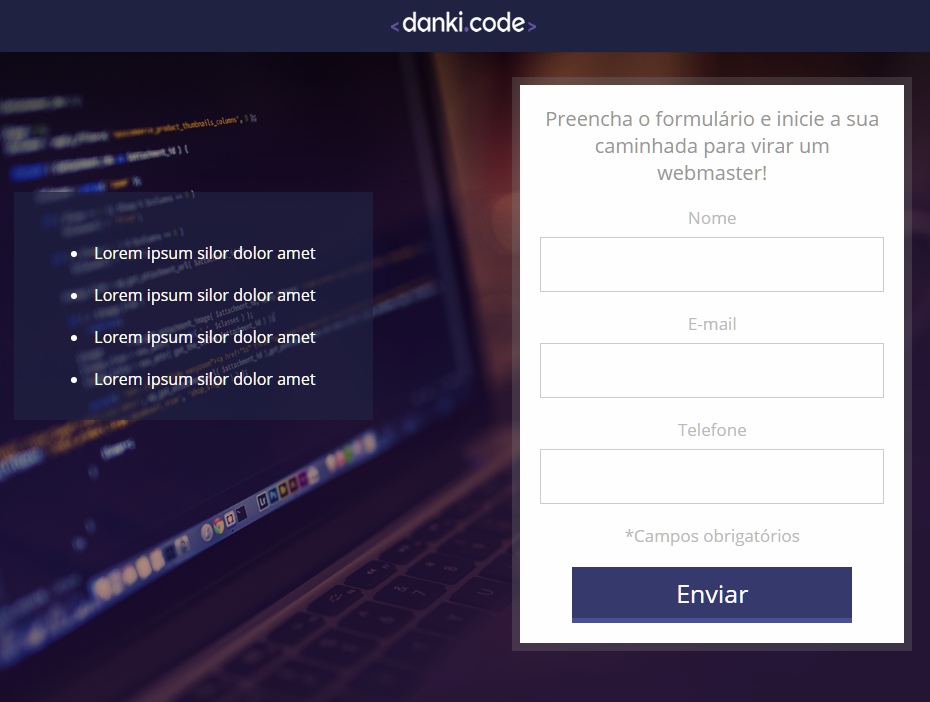 <danki.code>
Preencha o formulário e inicie a sua
caminhada para virar um
webmaster!
Nome
E-mail
Telefone
*Campos obrigatórios
Enviar
Lorem ipsum silor dolor amet
Lorem ipsum silor dolor amet
Lorem ipsum silor dolor amet
Lorem ipsum silor dolor amet